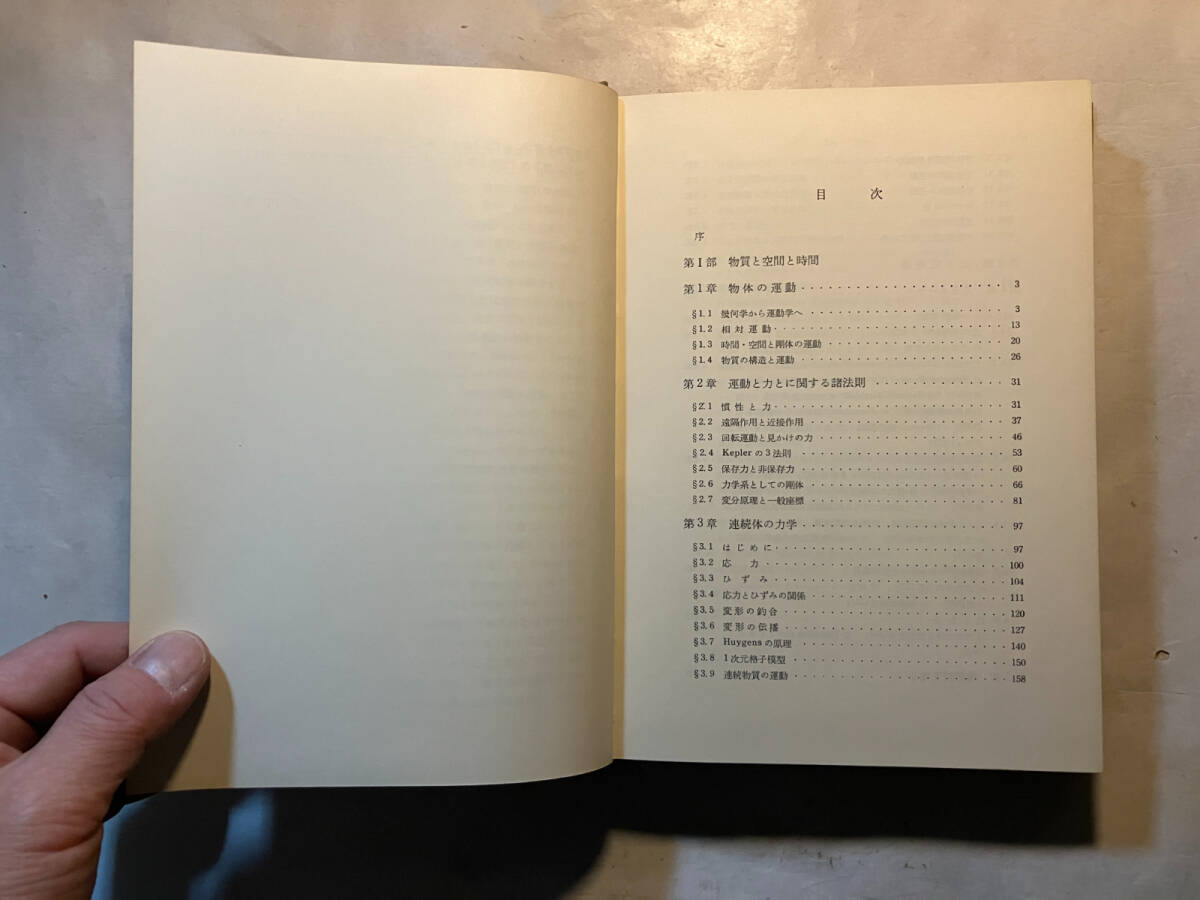 目次
序
第I部 物質と空間と時間
第1章 物体の運動 3
§1.1 幾何学から運動学へ 3
§1.2 相対運動 13
§1.3 時間・空間と剛体の運動 20
§1.4 物質の構造と運動 26
第2章 運動と力とに関する諸法則 31
§2.1 慣性と力 31
§2.2 遠隔作用と近接作用 37
§2.3 回転運動と見かけの力 46
§2.4 Keplerの3法則 53
§2.5 保存力と非保存力 60
§2.6 力学系としての剛体 66
§2.7 変分原理と一般座標 81
第3章 連続体の力学 97
§3.1 はじめに 97
§3.2 応力 100
§3.3 ひずみ 104
§3.4 応力とひずみの関係 111
§3.5 変形の釣合 120
§3.6 変形の伝播 127
§3.7 Huygensの原理 140
§3.8 1次元格子模型 150
§3.9 連続物質の運動 158